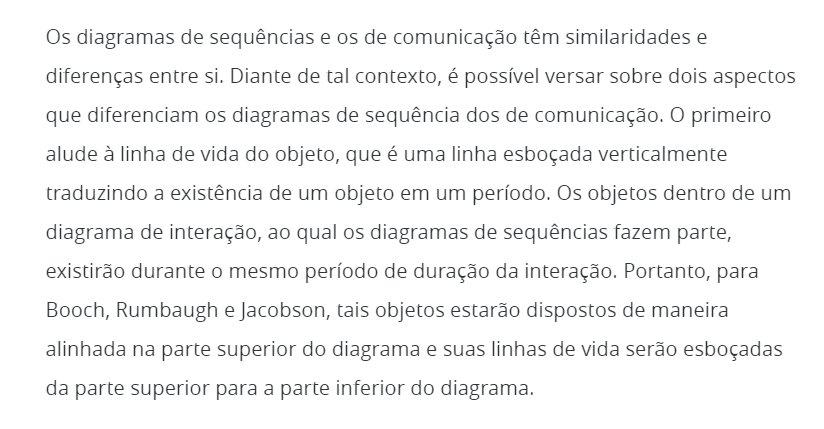 Os diagramas de sequências e os de comunicação têm similaridades e
diferenças entre si. Diante de tal contexto, é possível versar sobre dois aspectos
que diferenciam os diagramas de sequência dos de comunicação. O primeiro
alude à linha de vida do objeto, que é uma linha esboçada verticalmente
traduzindo a existência de um objeto em um período. Os objetos dentro de um
diagrama de interação, ao qual os diagramas de sequências fazem parte,
existirão durante o mesmo período de duração da interação. Portanto, para
Booch, Rumbaugh e Jacobson, tais objetos estarão dispostos de maneira
alinhada na parte superior do diagrama e suas linhas de vida serão esboçadas
da parte superior para a parte inferior do diagrama.